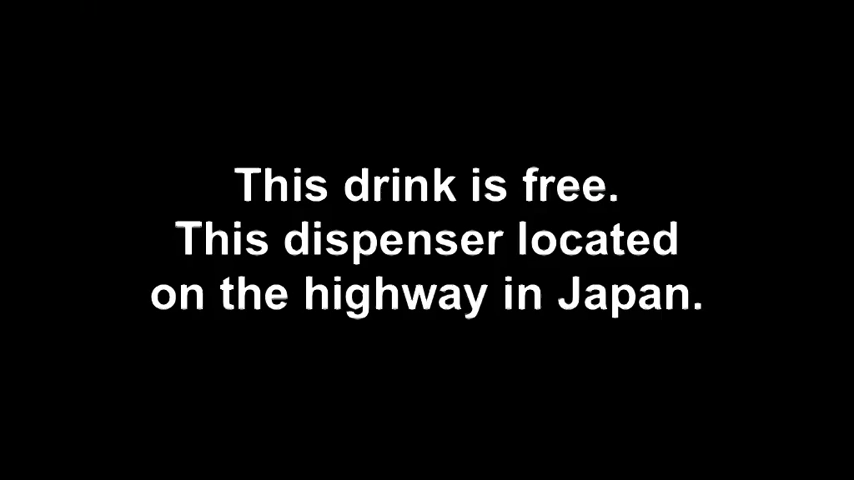 This drink is free.
This dispenser located
on the highway in Japan.